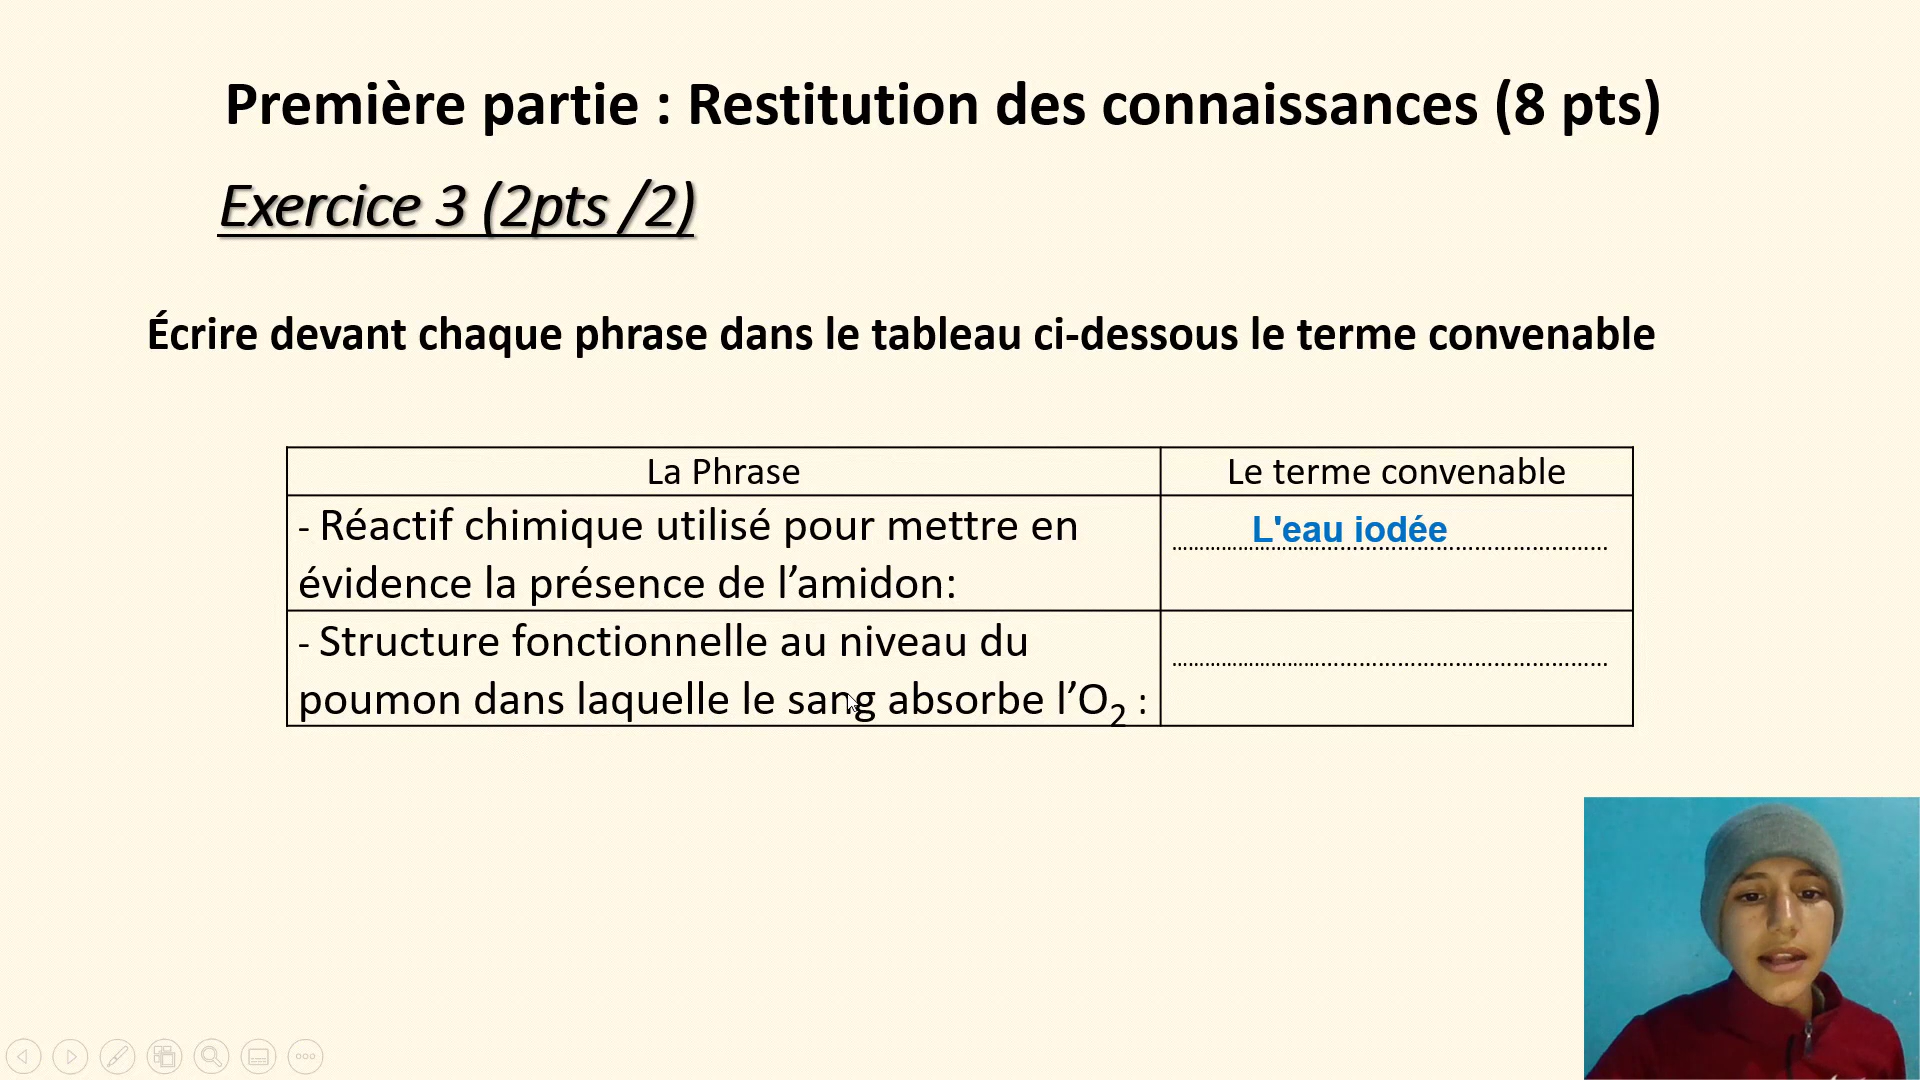 Première partie : Restitution des connaissances (8 pts)
Exercice 3 (2pts /2)
Écrire devant chaque phrase dans le tableau ci-dessous le terme convenable
La Phrase
Le terme convenable
- Réactif chimique utilisé pour mettre en
évidence la présence de l’amidon:
L'eau iodée
- Structure fonctionnelle au niveau du
poumon dans laquelle le sang absorbe l’O₂ :